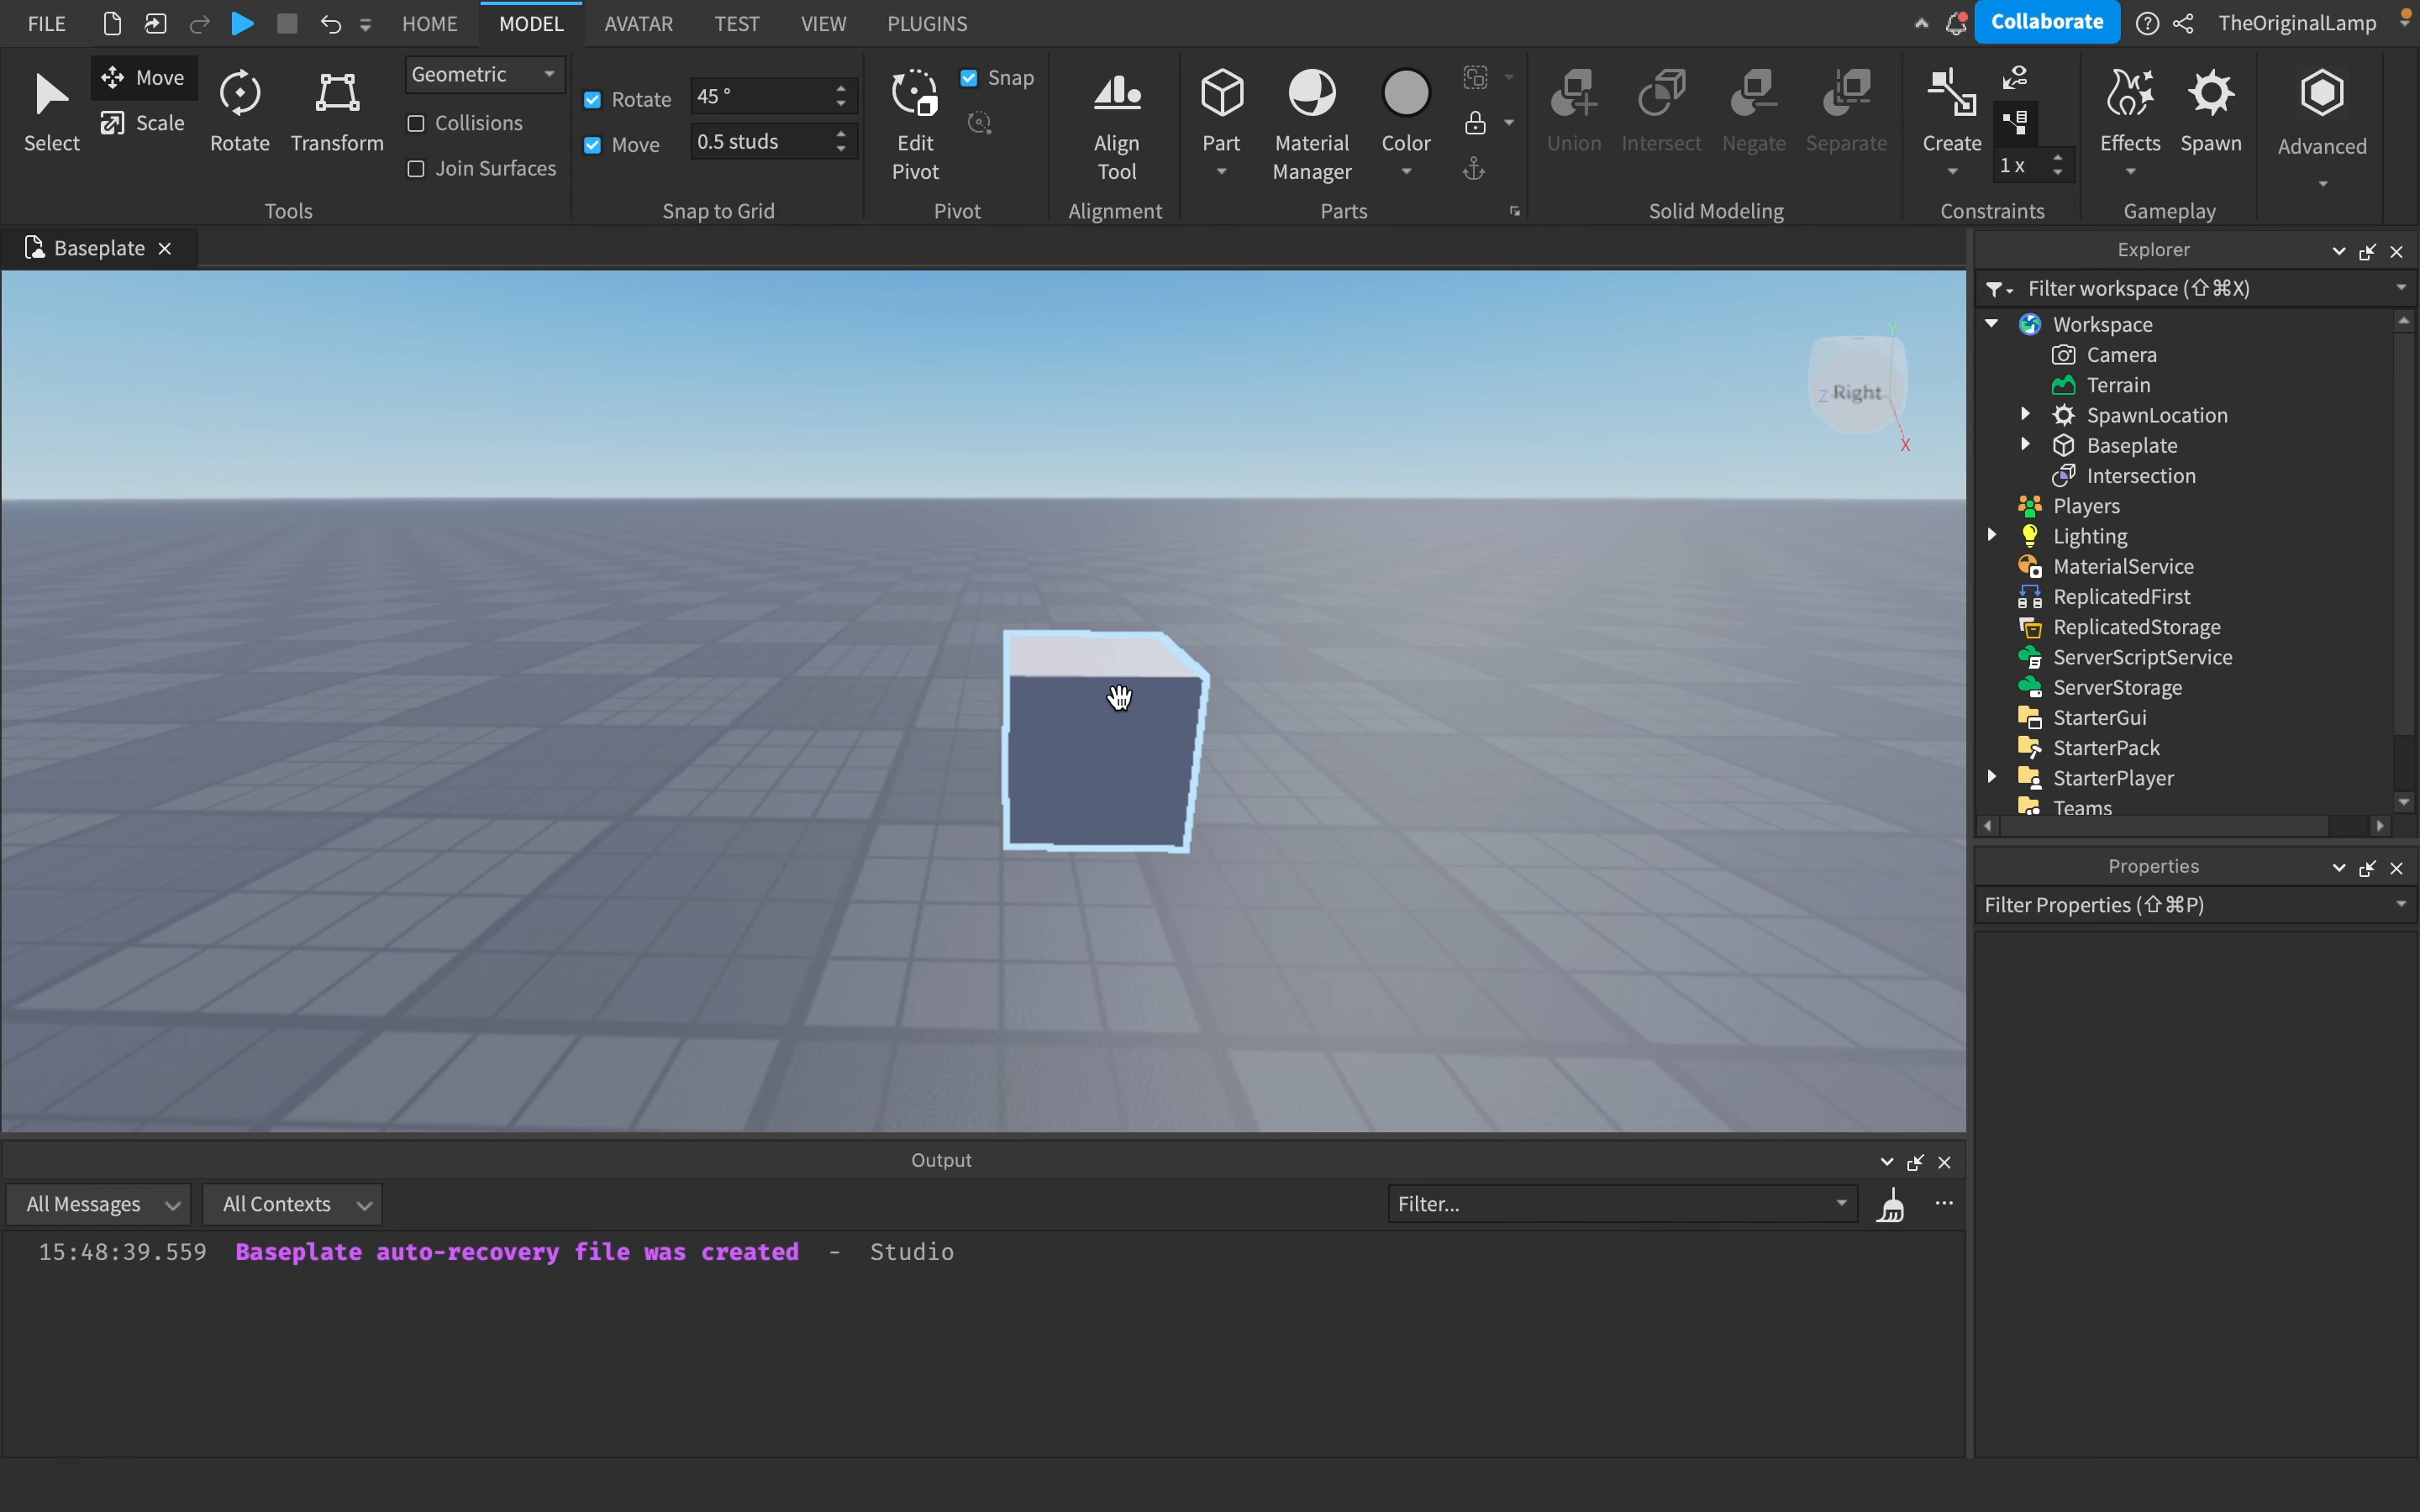 FILE HOME MODEL AVATAR TEST VIEW PLUGINS Collaborate TheOriginalLamp
Select Move Scale Rotate Transform Geometric Collisions Join Surfaces
Tools
Rotate 45 °
Move 0.5 studs
Snap to Grid
Edit Pivot Snap
Pivot
Align Tool
Alignment
Part Material Manager Color
Parts
Union Intersect Negate Separate
Solid Modeling
Create 1 x
Constraints
Effects Spawn
Gameplay
Advanced
Baseplate
Y
Z Right
X
Explorer
Filter workspace (⇧⌘X)
Workspace
Camera
Terrain
SpawnLocation
Baseplate
Intersection
Players
Lighting
MaterialService
ReplicatedFirst
ReplicatedStorage
ServerScriptService
ServerStorage
StarterGui
StarterPack
StarterPlayer
Teams
Properties
Filter Properties (⇧⌘P)
Output
All Messages All Contexts Filter...
15:48:39.559 Baseplate auto-recovery file was created - Studio